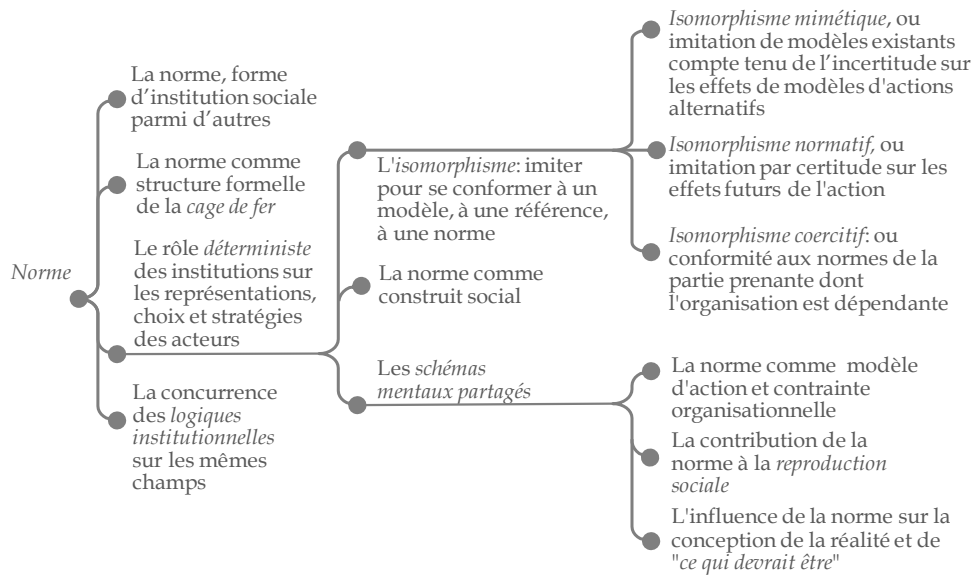 Norme
La norme, forme
d’institution sociale
parmi d’autres
La norme comme
structure formelle
de la cage de fer
Le rôle déterministe
des institutions sur
les représentations,
choix et stratégies
des acteurs
La concurrence
des logiques
institutionnelles
sur les mêmes
champs
L'isomorphisme: imiter
pour se conformer à un
modèle, à une référence,
à une norme
La norme comme
construit social
Les schémas
mentaux partagés
Isomorphisme mimétique, ou
imitation de modèles existants
compte tenu de l’incertitude sur
les effets de modèles d'actions
alternatifs
Isomorphisme normatif, ou
imitation par certitude sur les
effets futurs de l'action
Isomorphisme coercitif: ou
conformité aux normes de la
partie prenante dont
l'organisation est dépendante
La norme comme modèle
d'action et contrainte
organisationnelle
La contribution de la
norme à la reproduction
sociale
L'influence de la norme sur la
conception de la réalité et de
"ce qui devrait être"